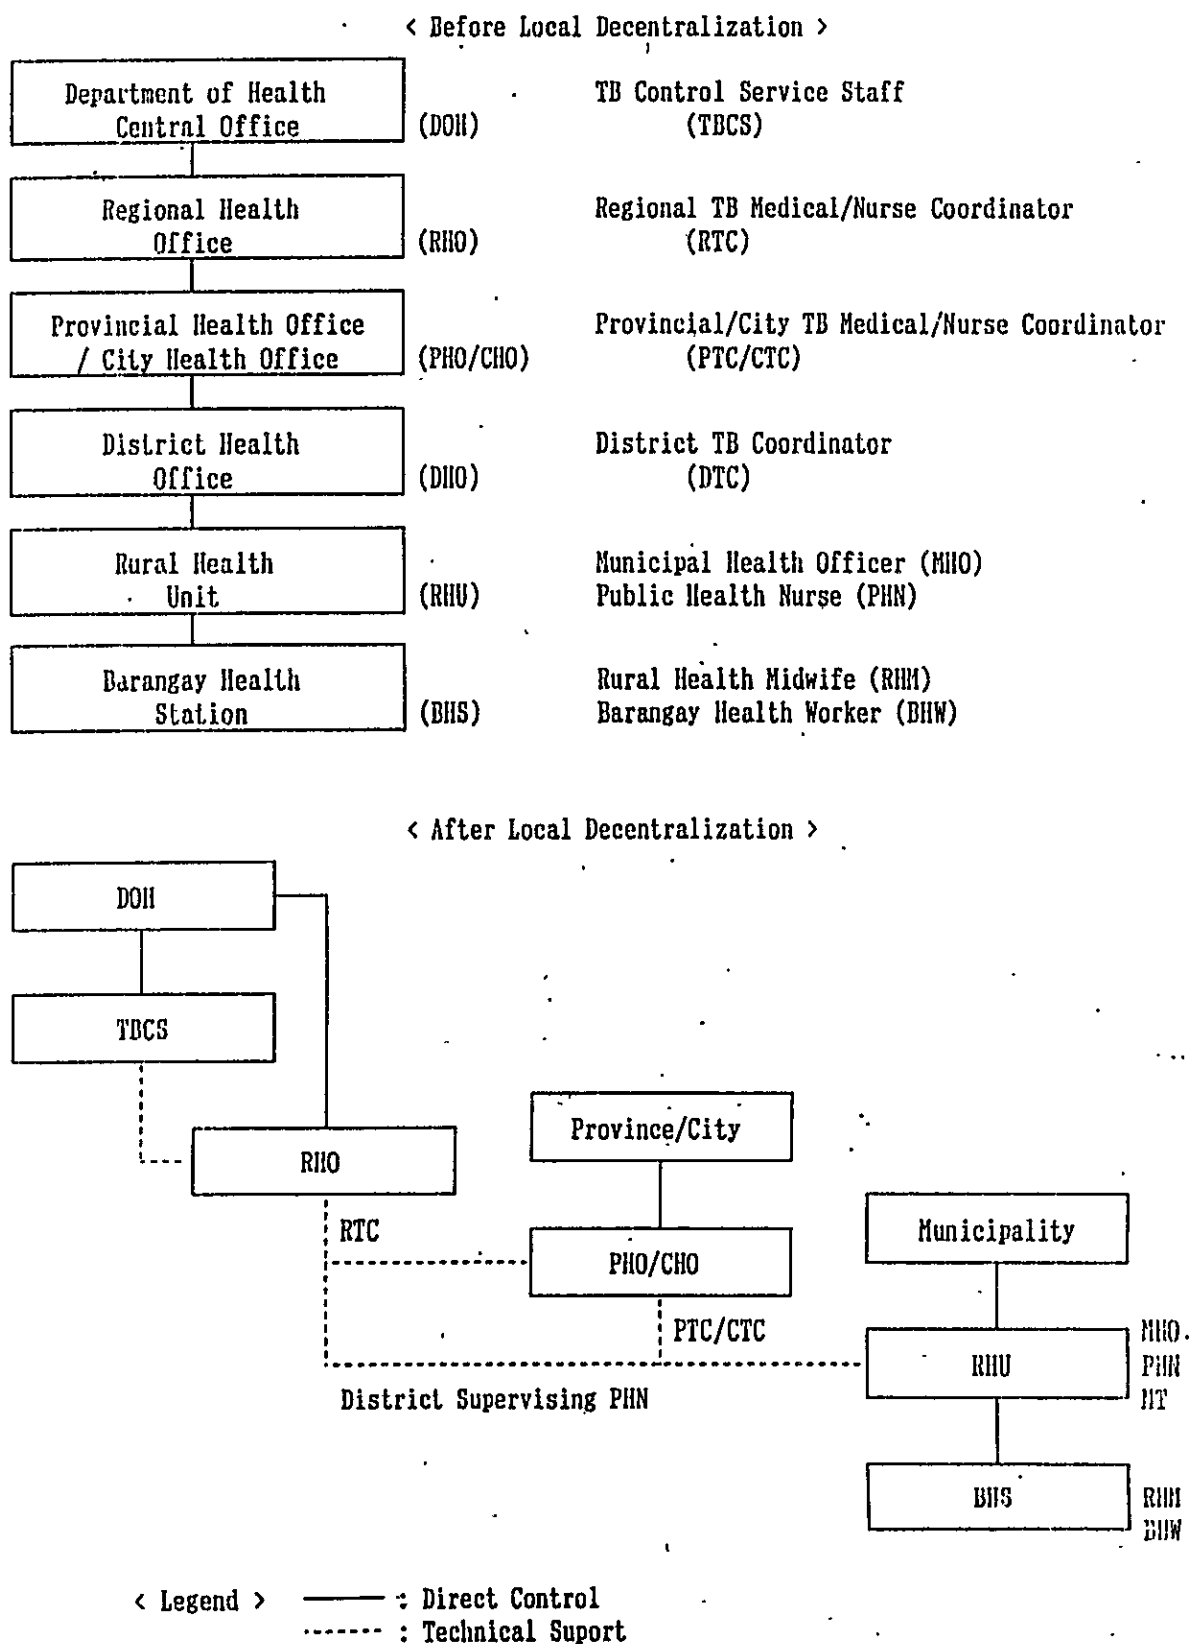 < Before Local Decentralization >
Department of Health
Central Office
(DOH)
TB Control Service Staff
(TBCS)
Regional Health
Office
(RHO)
Regional TB Medical/Nurse Coordinator
(RTC)
Provincial Health Office
/ City Health Office
(PHO/CHO)
Provincial/City TB Medical/Nurse Coordinator
(PTC/CTC)
District Health
Office
(DHO)
District TB Coordinator
(DTC)
Rural Health
Unit
(RHU)
Municipal Health Officer (MHO)
Public Health Nurse (PHN)
Barangay Health
Station
(BHS)
Rural Health Midwife (RHM)
Barangay Health Worker (BHW)
< After Local Decentralization >
DOH
TBCS
Province/City
RHO
RTC
Municipality
PHO/CHO
PTC/CTC
RHU
MHO
PHN
MT
District Supervising PHN
BHS
RHM
BHW
< Legend > ——— : Direct Control
------ : Technical Suport